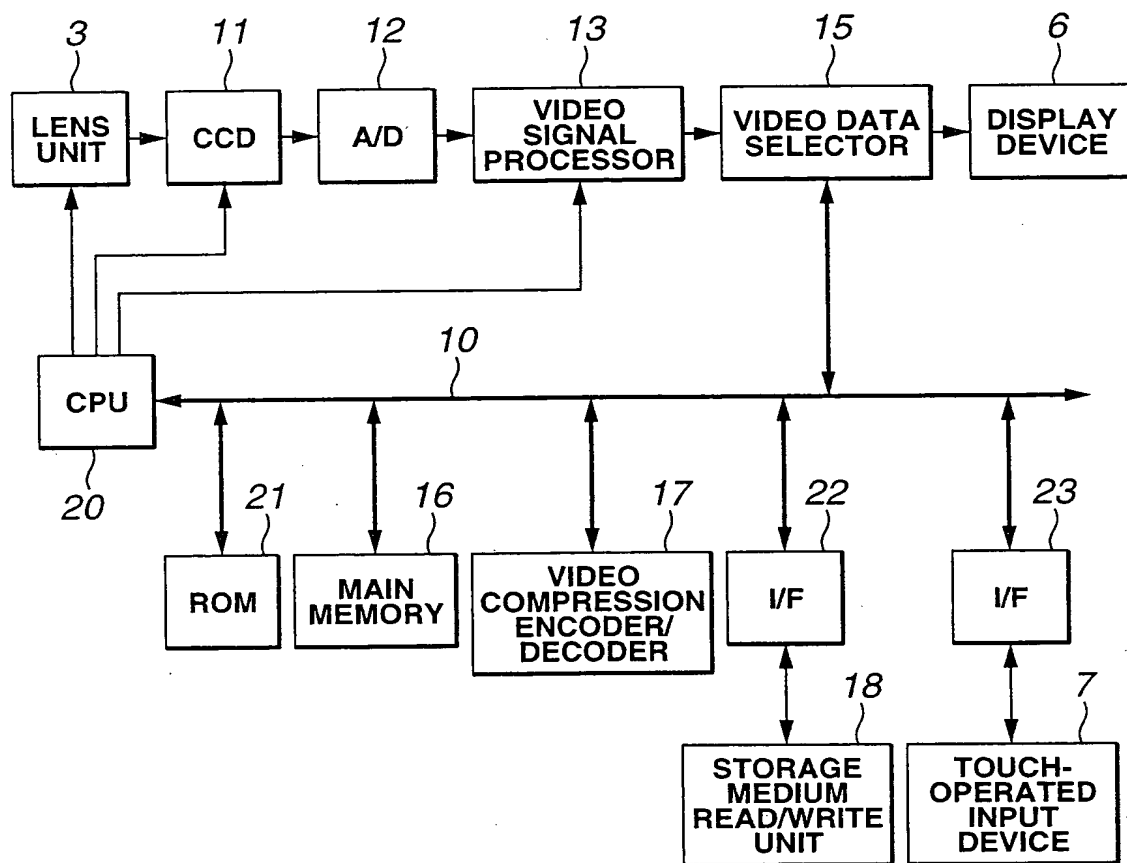 3
11
12
13
15
6
LENS
UNIT
CCD
A/D
VIDEO
SIGNAL
PROCESSOR
VIDEO DATA
SELECTOR
DISPLAY
DEVICE
10
CPU
20
21
16
17
22
23
ROM
MAIN
MEMORY
VIDEO
COMPRESSION
ENCODER/
DECODER
I/F
I/F
18
7
STORAGE
MEDIUM
READ/WRITE
UNIT
TOUCH-
OPERATED
INPUT
DEVICE